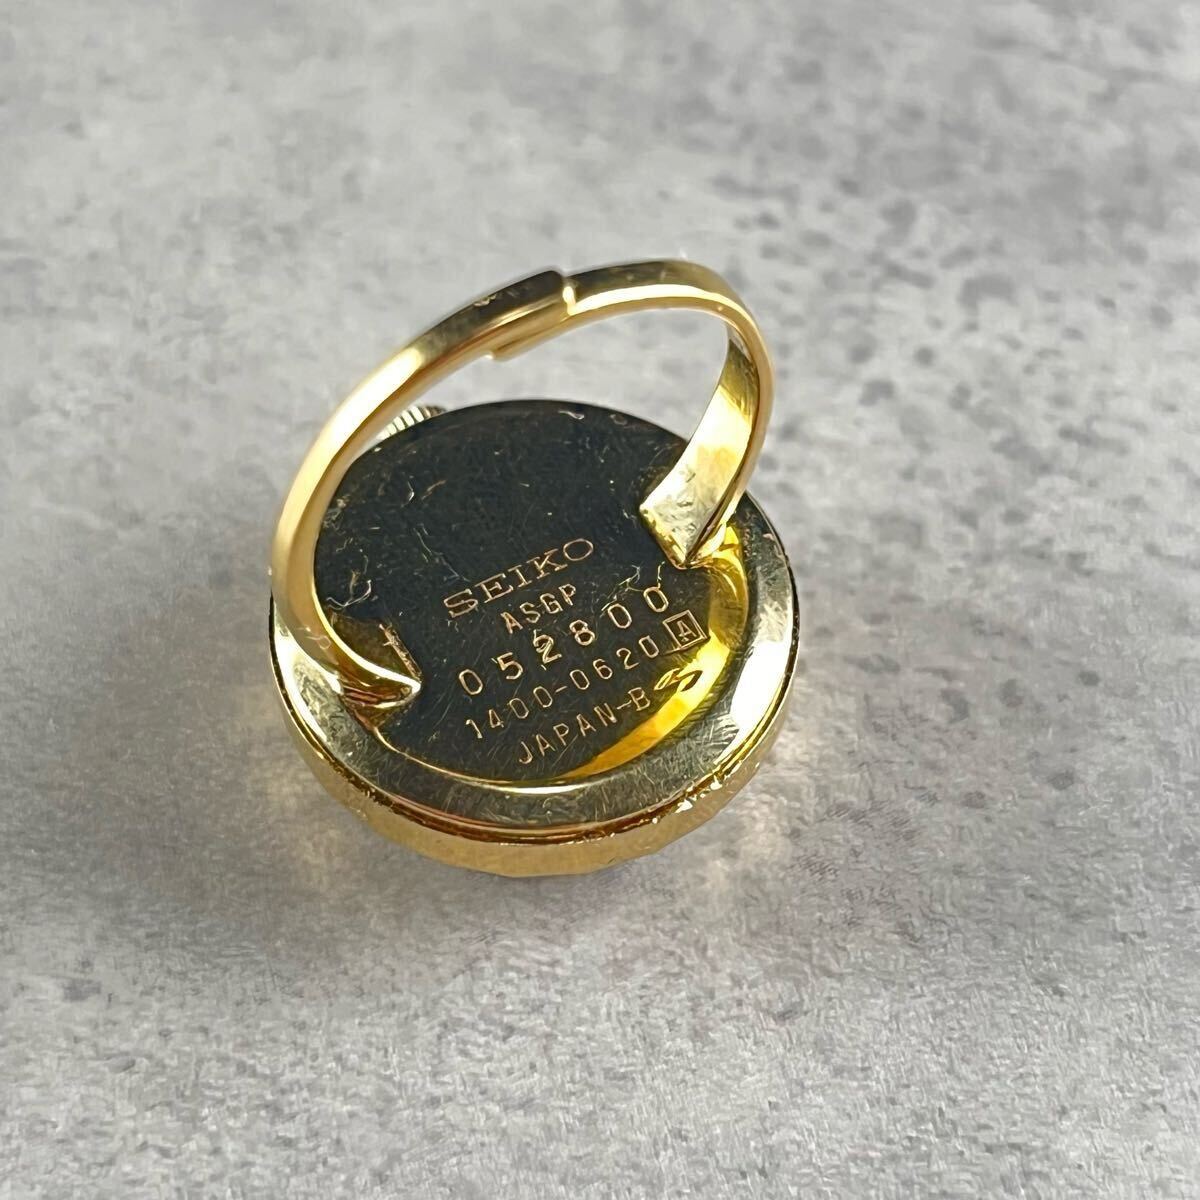 SEIKO
ASGP
052800
1400-0620 A
JAPAN-B